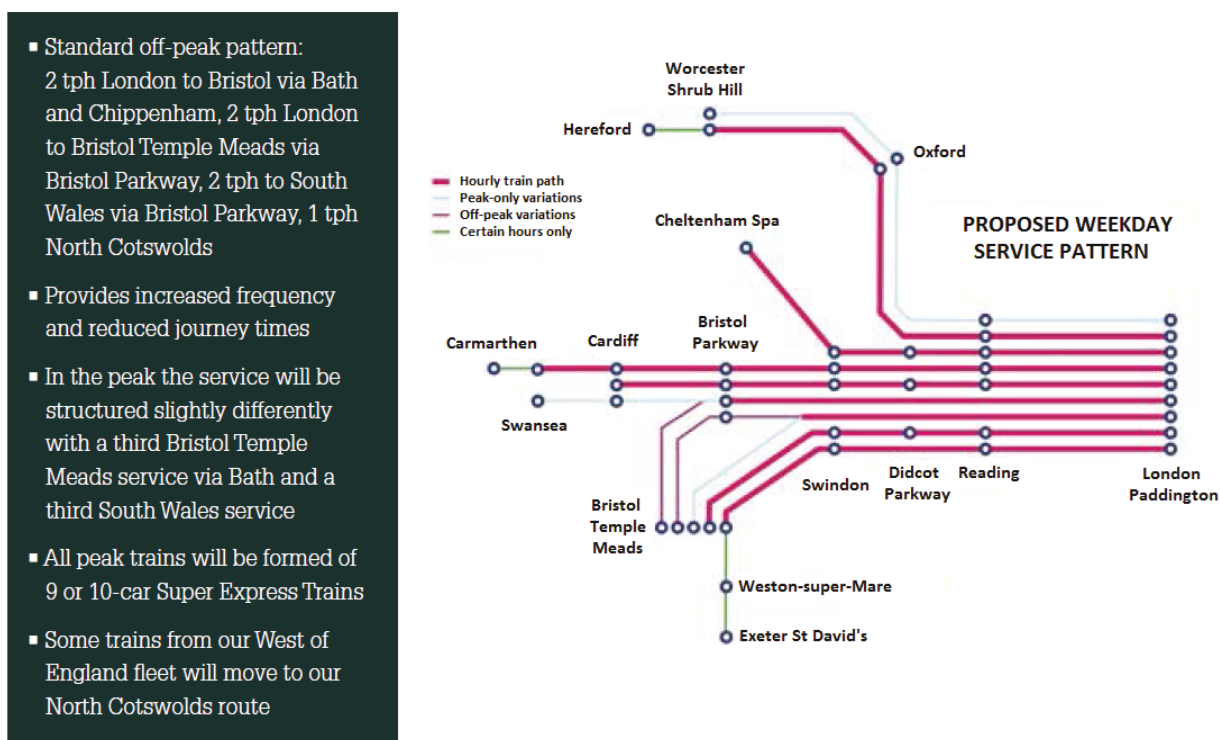 ▪ Standard off-peak pattern:
2 tph London to Bristol via Bath
and Chippenham, 2 tph London
to Bristol Temple Meads via
Bristol Parkway, 2 tph to South
Wales via Bristol Parkway, 1 tph
North Cotswolds
▪ Provides increased frequency
and reduced journey times
▪ In the peak the service will be
structured slightly differently
with a third Bristol Temple
Meads service via Bath and a
third South Wales service
▪ All peak trains will be formed of
9 or 10-car Super Express Trains
▪ Some trains from our West of
England fleet will move to our
North Cotswolds route
Worcester
Shrub Hill
Hereford
Oxford
Hourly train path
Peak-only variations
Off-peak variations
Certain hours only
PROPOSED WEEKDAY
SERVICE PATTERN
Cheltenham Spa
Carmarthen
Cardiff
Bristol
Parkway
Swansea
Swindon
Didcot
Parkway
Reading
London
Paddington
Bristol
Temple
Meads
Weston-super-Mare
Exeter St David's